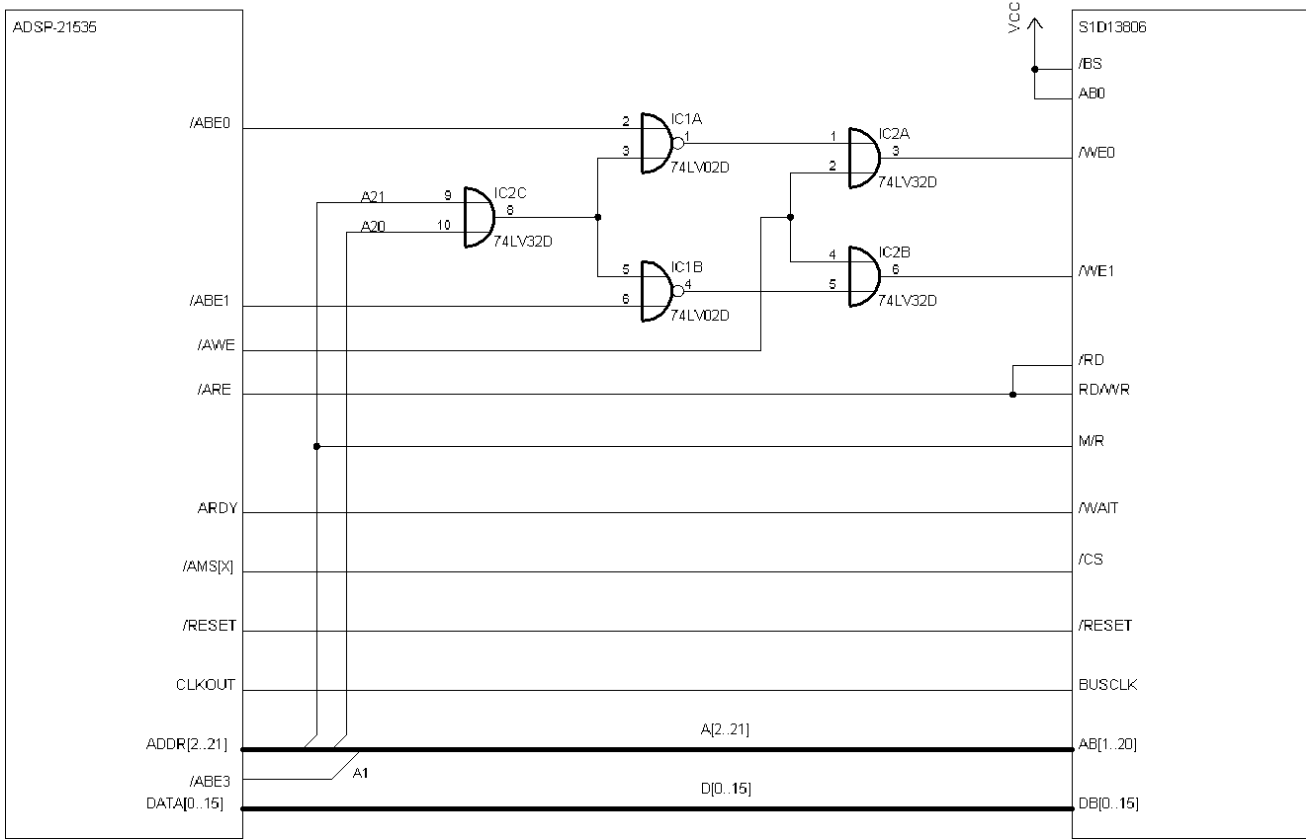 VCC
ADSP-21535
S1D13806
/BS
AB0
/ABE0
2
IC1A
1
3
74LV02D
1
IC2A
3
2
74LV32D
/WE0
A21
9
IC2C
8
A20
10
74LV32D
5
IC1B
4
6
74LV02D
4
IC2B
6
5
74LV32D
/WE1
/ABE1
/AWE
/ARE
/RD
RD/WR
M/R
ARDY
/WAIT
/AMS[X]
/CS
/RESET
/RESET
CLKOUT
BUSCLK
ADDR[2..21]
A[2..21]
AB[1..20]
/ABE3
A1
DATA[0..15]
D[0..15]
DB[0..15]